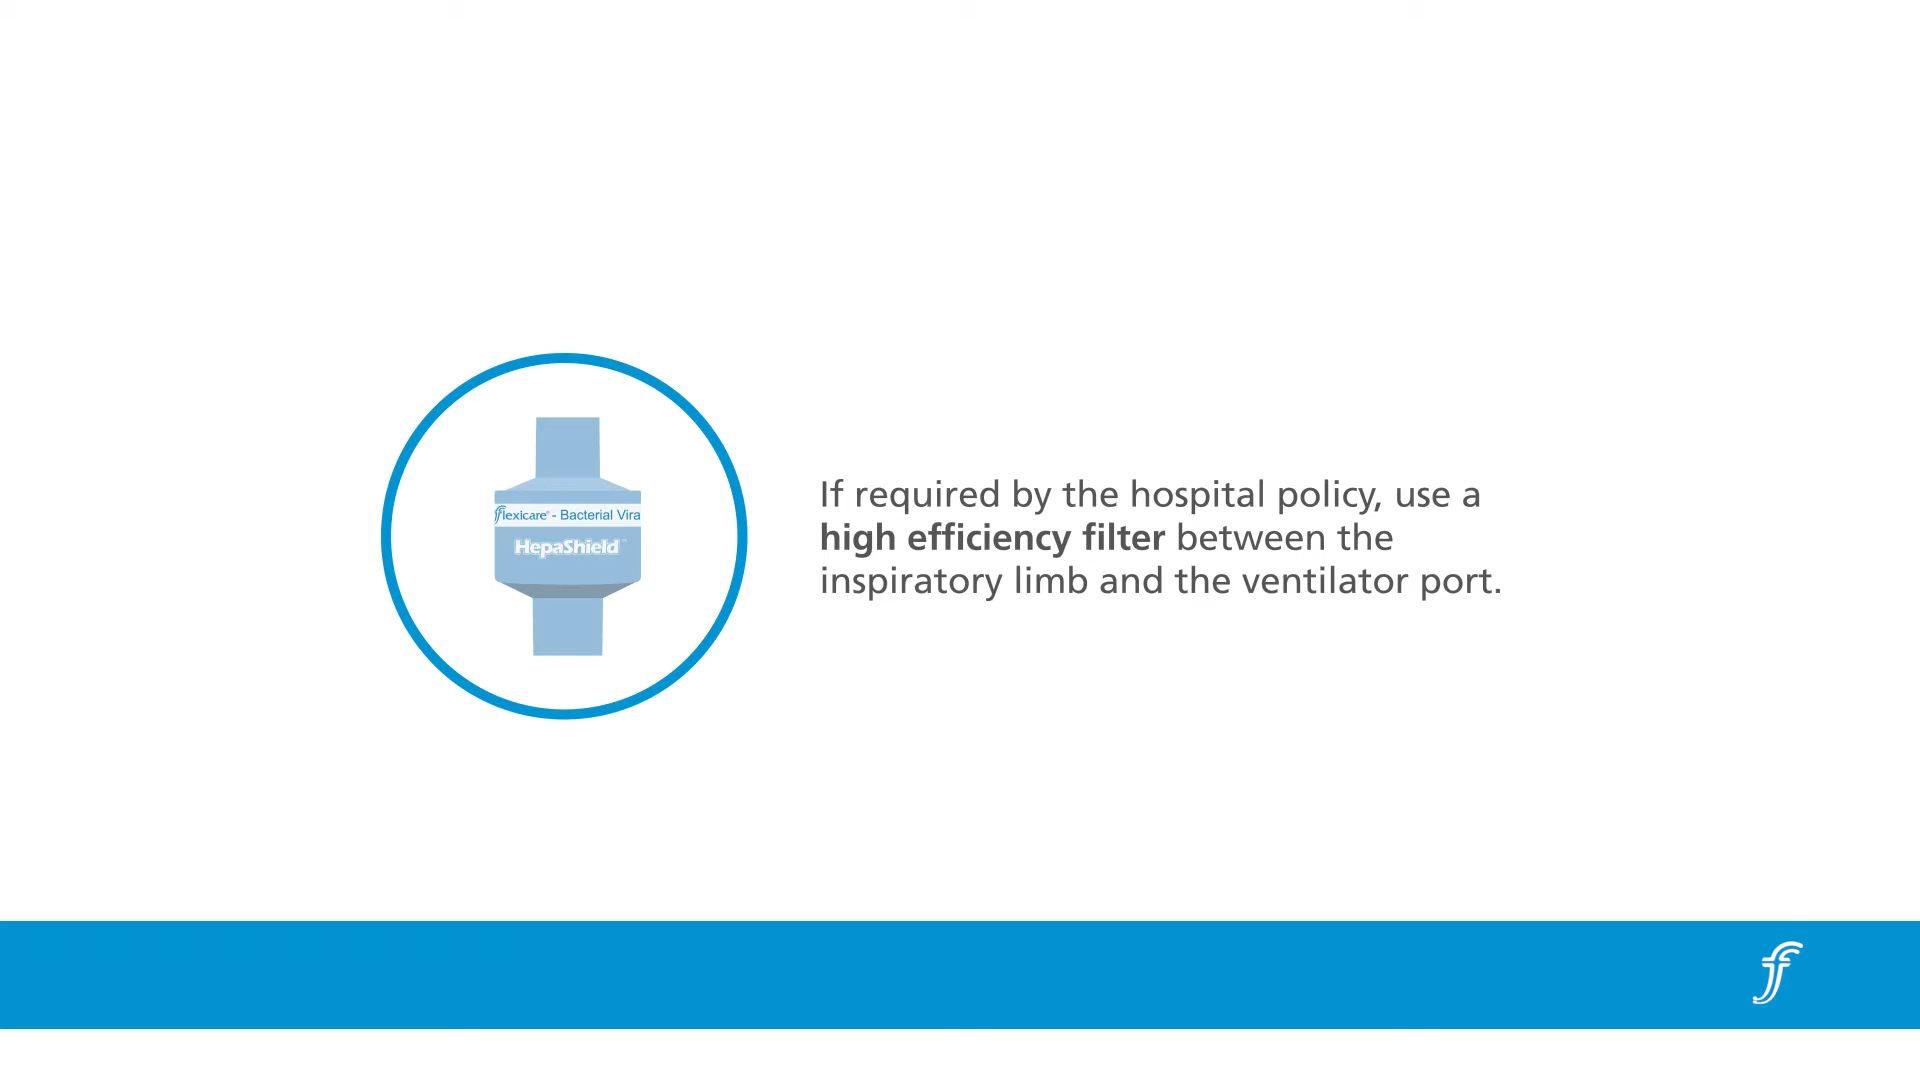 flexicare® - Bacterial Vira
HepaShield™
If required by the hospital policy, use a
high efficiency filter between the
inspiratory limb and the ventilator port.